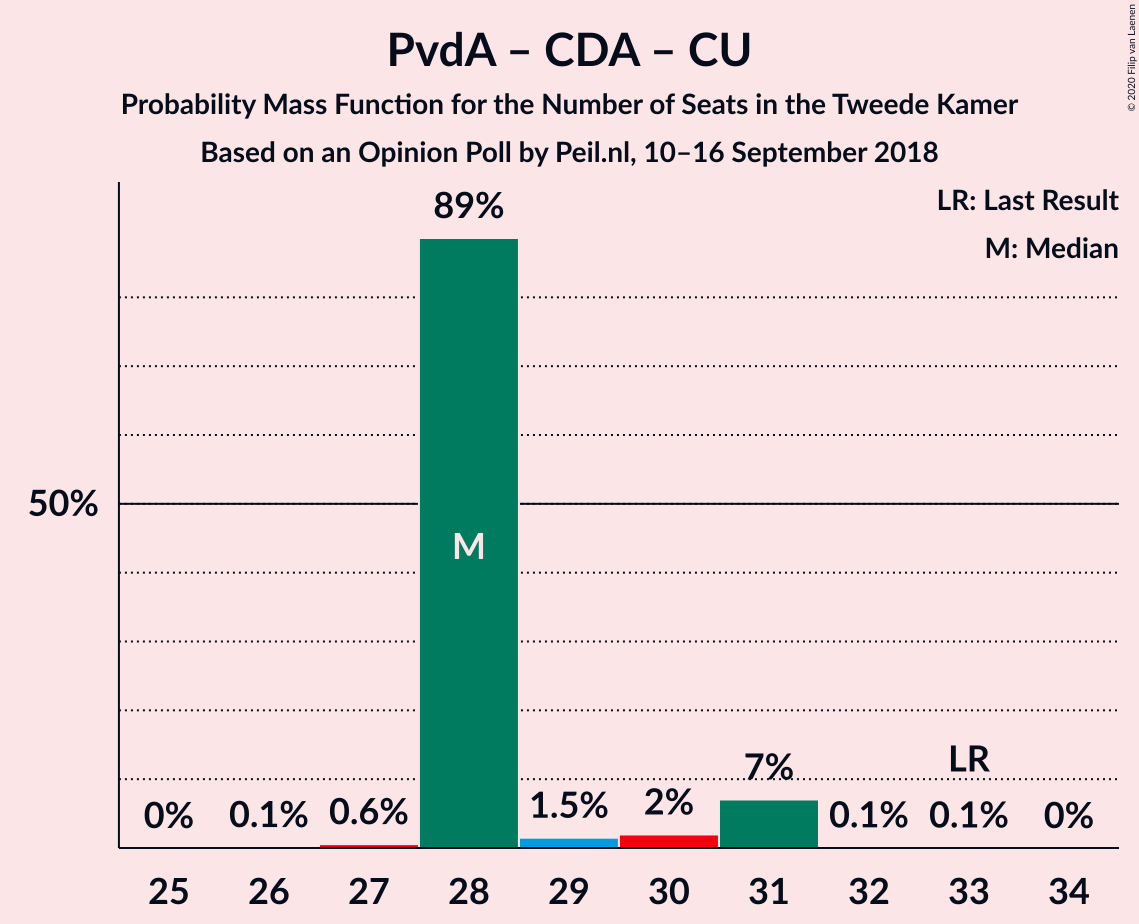 PvdA – CDA – CU
Probability Mass Function for the Number of Seats in the Tweede Kamer
Based on an Opinion Poll by Peil.nl, 10–16 September 2018
© 2020 Filip van Laenen
LR: Last Result
M: Median
89%
50%
M
0%
0.1%
0.6%
1.5%
2%
7%
0.1%
LR
0.1%
0%
25 26 27 28 29 30 31 32 33 34